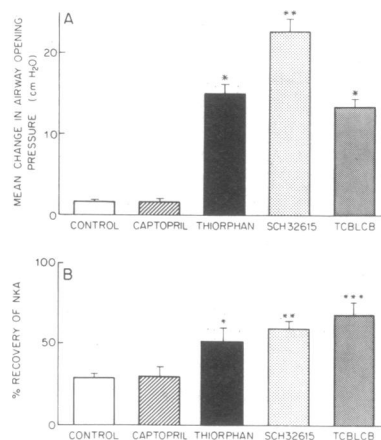 A
MEAN CHANGE IN AIRWAY OPENING
PRESSURE (cm H₂O)
20
10
0
**
*
*
CONTROL CAPTOPRIL THIORPHAN SCH32615 TCBLCB
B
% RECOVERY OF NKA
100
50
0
*
**
***
CONTROL CAPTOPRIL THIORPHAN SCH32615 TCBLCB